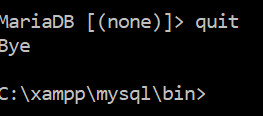 MariaDB [(none)]> quit
Bye
C:\xampp\mysql\bin>